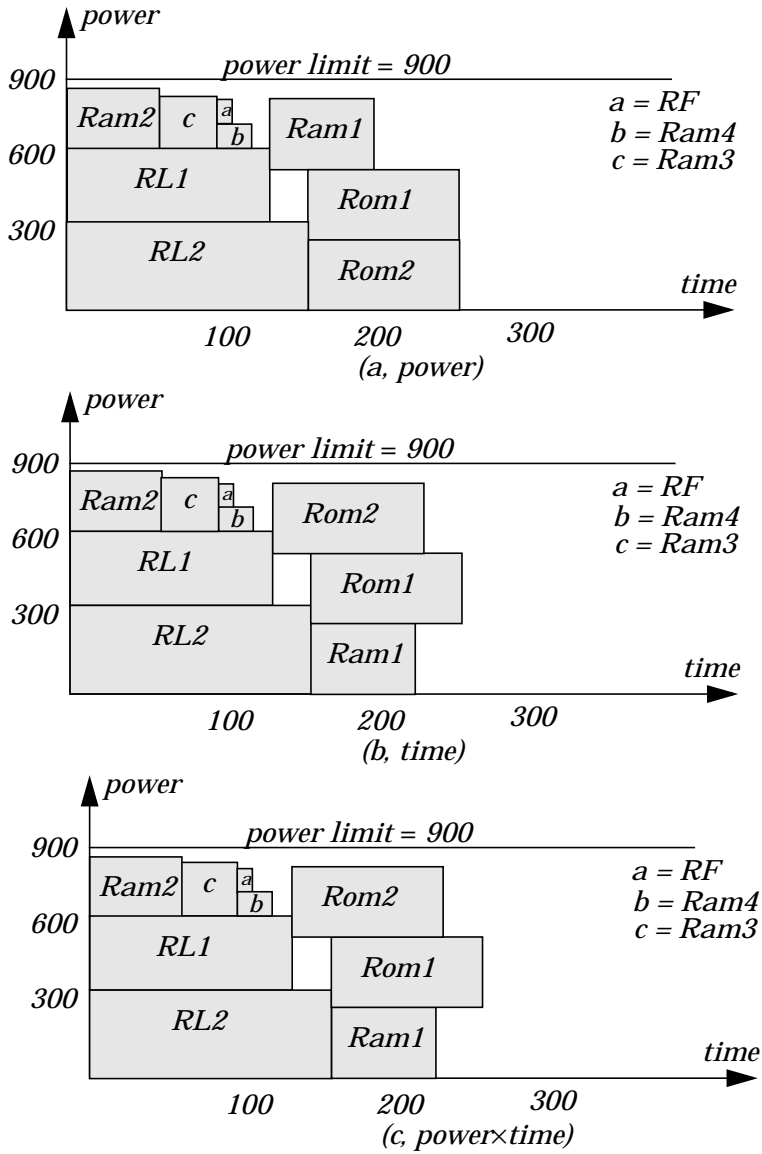 power
power limit = 900
900
Ram2
c
a
b
Ram1
a = RF
b = Ram4
c = Ram3
600
RL1
Rom1
300
RL2
Rom2
time
100
200
300
(a, power)
power
power limit = 900
900
Ram2
c
a
b
Rom2
a = RF
b = Ram4
c = Ram3
600
RL1
Rom1
300
RL2
Ram1
time
100
200
300
(b, time)
power
power limit = 900
900
Ram2
c
a
b
Rom2
a = RF
b = Ram4
c = Ram3
600
RL1
Rom1
300
RL2
Ram1
time
100
200
300
(c, power×time)